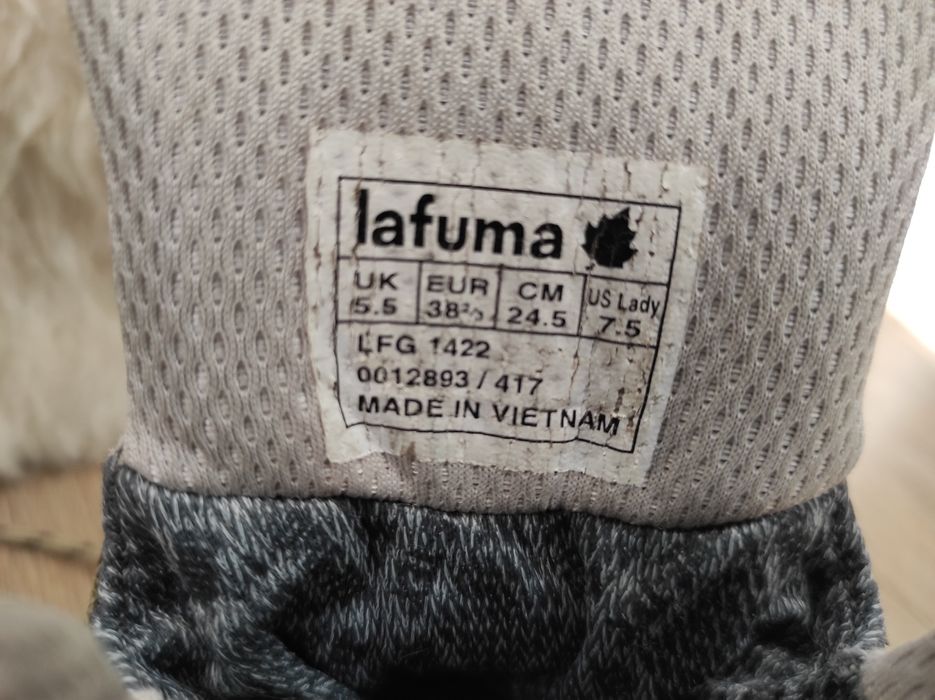 lafuma
UK EUR CM US Lady
5.5 38⅔ 24.5 7.5
LFG 1422
0012893 / 417
MADE IN VIETNAM